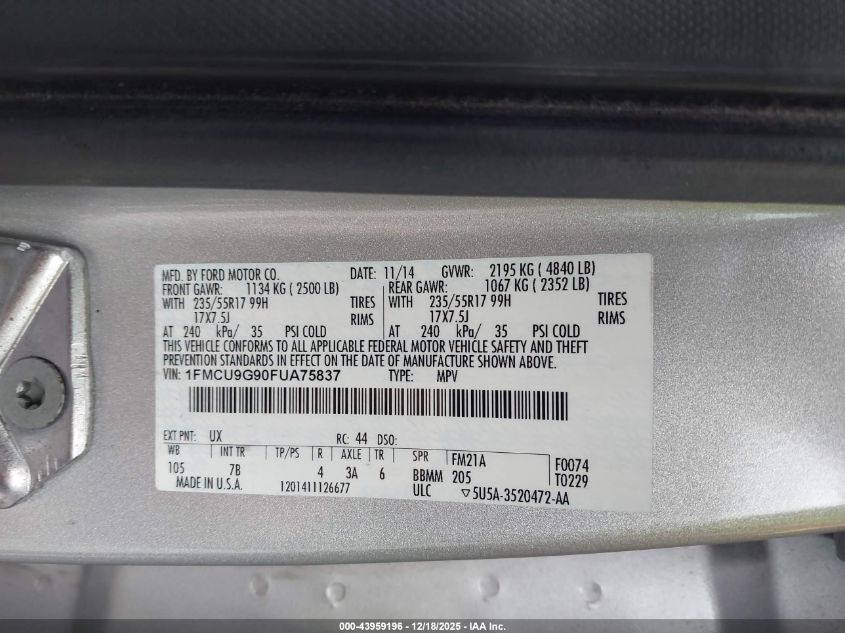 MFD. BY FORD MOTOR CO. DATE: 11/14 GVWR: 2195 KG ( 4840 LB)
FRONT GAWR: 1134 KG ( 2500 LB) REAR GAWR: 1067 KG ( 2352 LB)
WITH 235/55R17 99H TIRES WITH 235/55R17 99H TIRES
17X7.5J RIMS 17X7.5J RIMS
AT 240 kPa/ 35 PSI COLD AT 240 kPa/ 35 PSI COLD
THIS VEHICLE CONFORMS TO ALL APPLICABLE FEDERAL MOTOR VEHICLE SAFETY AND THEFT
PREVENTION STANDARDS IN EFFECT ON THE DATE OF MANUFACTURE SHOWN ABOVE.
VIN: 1FMCU9G90FUA75837 TYPE: MPV
EXT PNT: UX RC: 44 DSO:
WB INT TR TP/PS R AXLE TR SPR FM21A F0074
105 7B 4 3A 6 BBMM 205 T0229
MADE IN U.S.A. 1201411126677 ULC ▽5U5A-3520472-AA
000-43959196 - 12/18/2025 - IAA Inc.